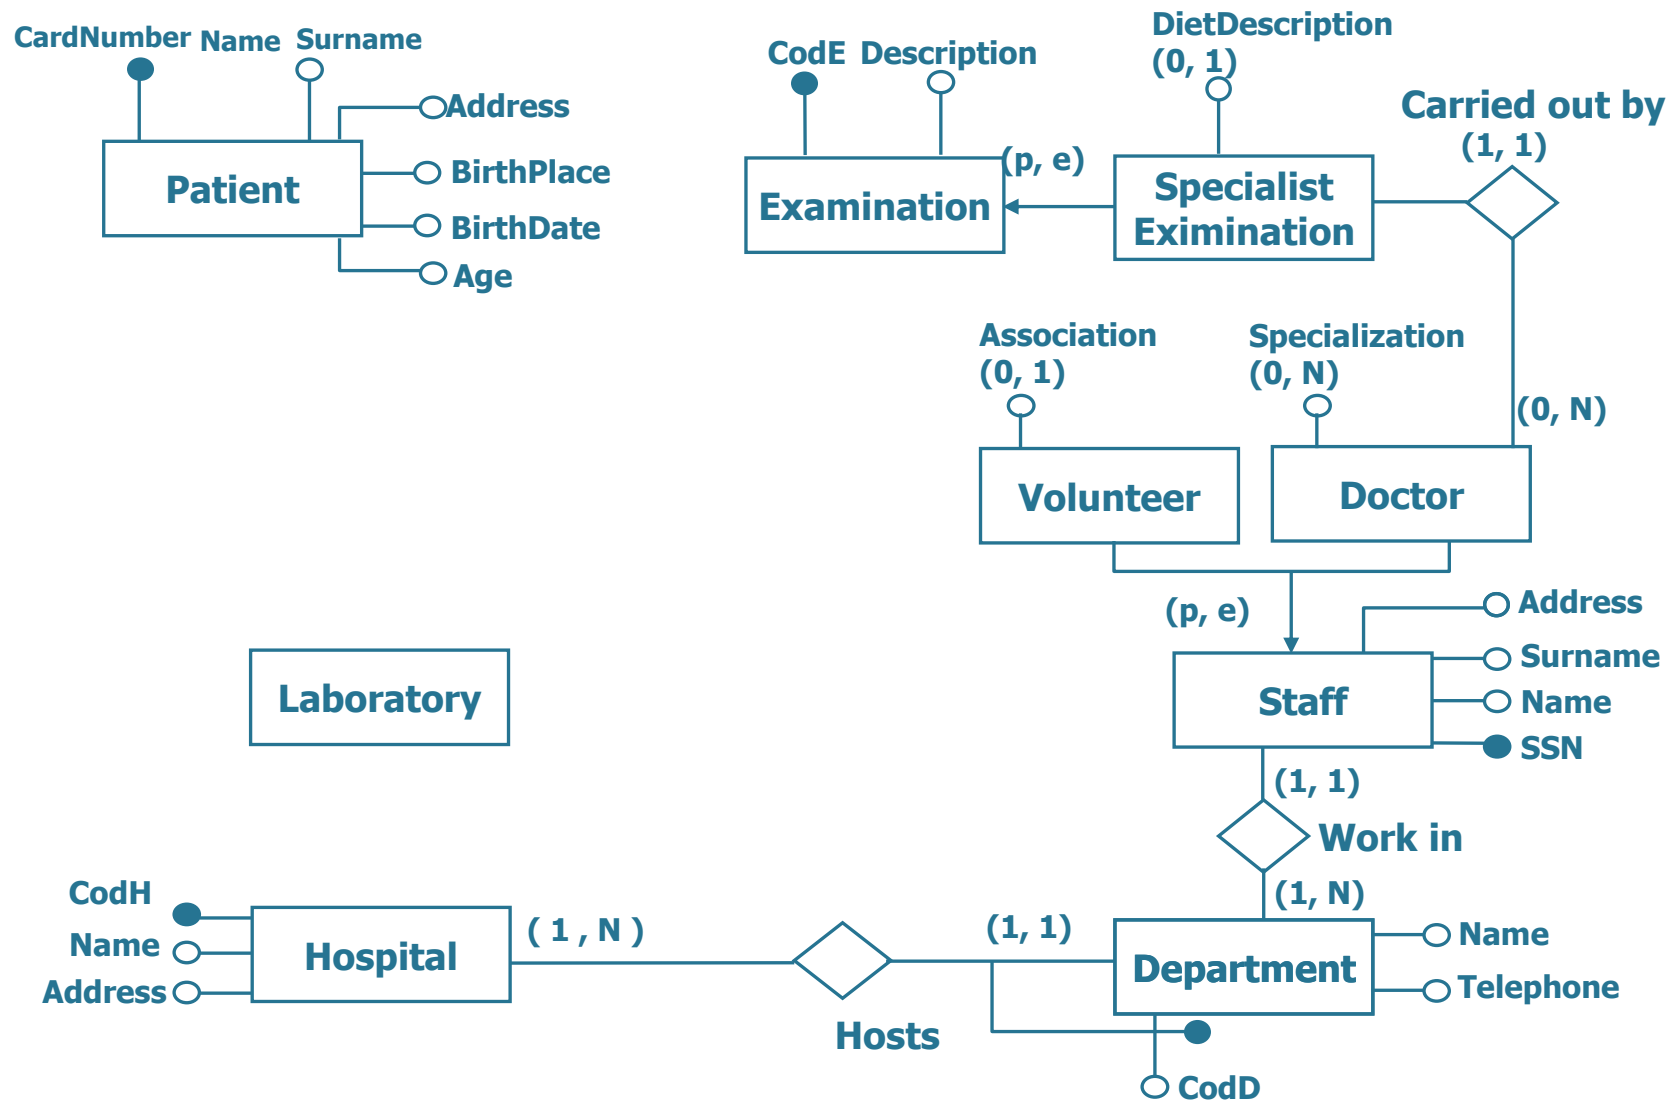 CardNumber Name Surname
Address
Patient
BirthPlace
BirthDate
Age
CodE Description
DietDescription
(0, 1)
Examination
(p, e)
Specialist
Eximination
Carried out by
(1, 1)
(0, N)
Association
(0, 1)
Specialization
(0, N)
Volunteer
Doctor
(p, e)
Address
Surname
Name
SSN
Staff
Laboratory
(1, 1)
Work in
(1, N)
CodH
Name
Address
Hospital
( 1 , N )
Hosts
(1, 1)
Department
Name
Telephone
CodD